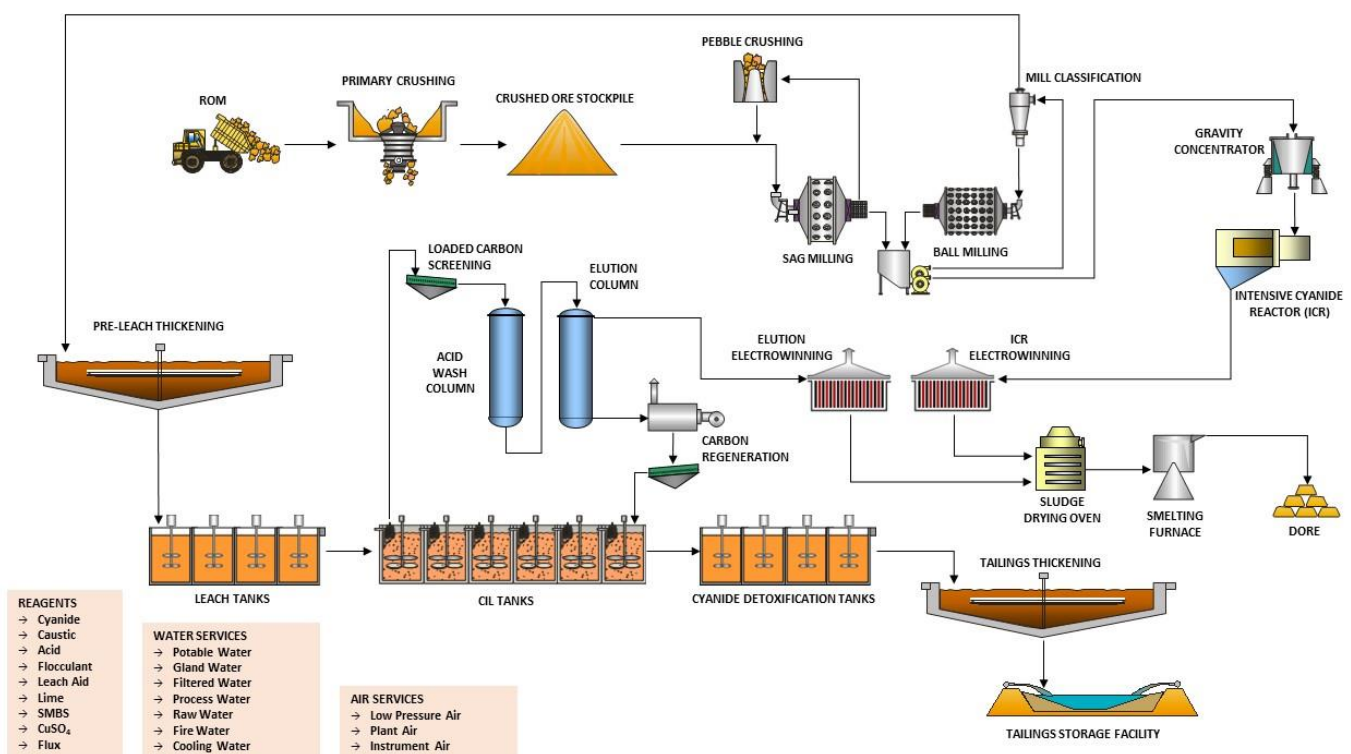 PEBBLE CRUSHING
PRIMARY CRUSHING
MILL CLASSIFICATION
ROM
CRUSHED ORE STOCKPILE
GRAVITY
CONCENTRATOR
LOADED CARBON
SCREENING
ELUTION
COLUMN
SAG MILLING
BALL MILLING
INTENSIVE CYANIDE
REACTOR (ICR)
PRE-LEACH THICKENING
ACID
WASH
COLUMN
ELUTION
ELECTROWINNING
ICR
ELECTROWINNING
CARBON
REGENERATION
SLUDGE
DRYING OVEN
SMELTING
FURNACE
DORE
LEACH TANKS
CIL TANKS
CYANIDE DETOXIFICATION TANKS
TAILINGS THICKENING
REAGENTS
→ Cyanide
→ Caustic
→ Acid
→ Flocculant
→ Leach Aid
→ Lime
→ SMBS
→ CuSO₄
→ Flux
WATER SERVICES
→ Potable Water
→ Gland Water
→ Filtered Water
→ Process Water
→ Raw Water
→ Fire Water
→ Cooling Water
AIR SERVICES
→ Low Pressure Air
→ Plant Air
→ Instrument Air
TAILINGS STORAGE FACILITY